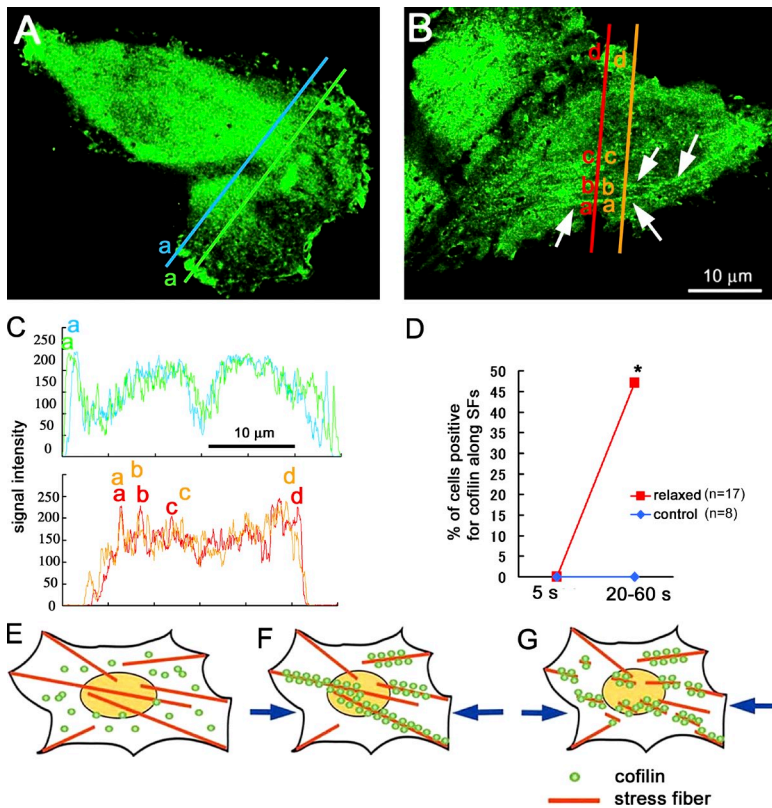 A
a
a
B
d
d
c
c
b
b
a
a
10 µm
C
signal intensity
a
a
250
200
150
100
50
0
10 µm
a
b
a
b
c
c
d
d
250
200
150
100
50
0
D
% of cells positive
for cofilin along SFs
50
45
40
35
30
25
20
15
10
5
0
*
relaxed (n=17)
control (n=8)
5 s
20-60 s
E
F
G
cofilin
stress fiber